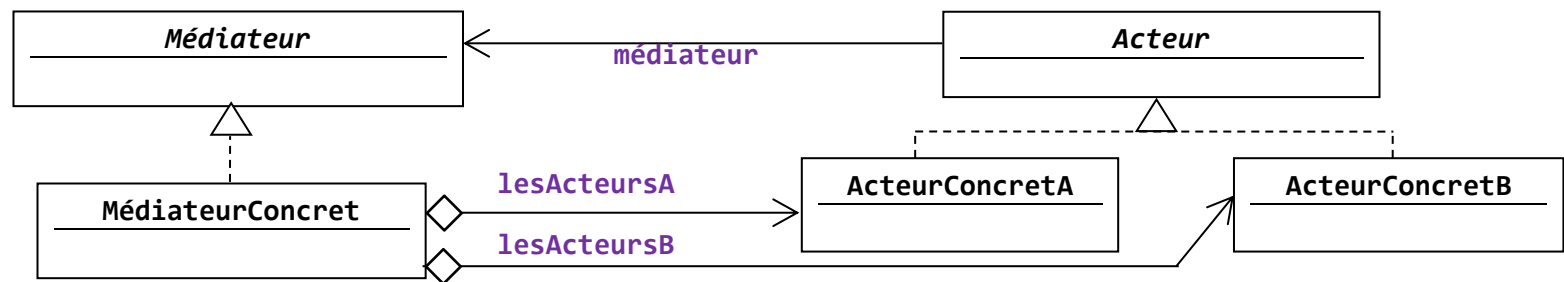 Médiateur
médiateur
Acteur
lesActeursA
ActeurConcretA
ActeurConcretB
MédiateurConcret
lesActeursB